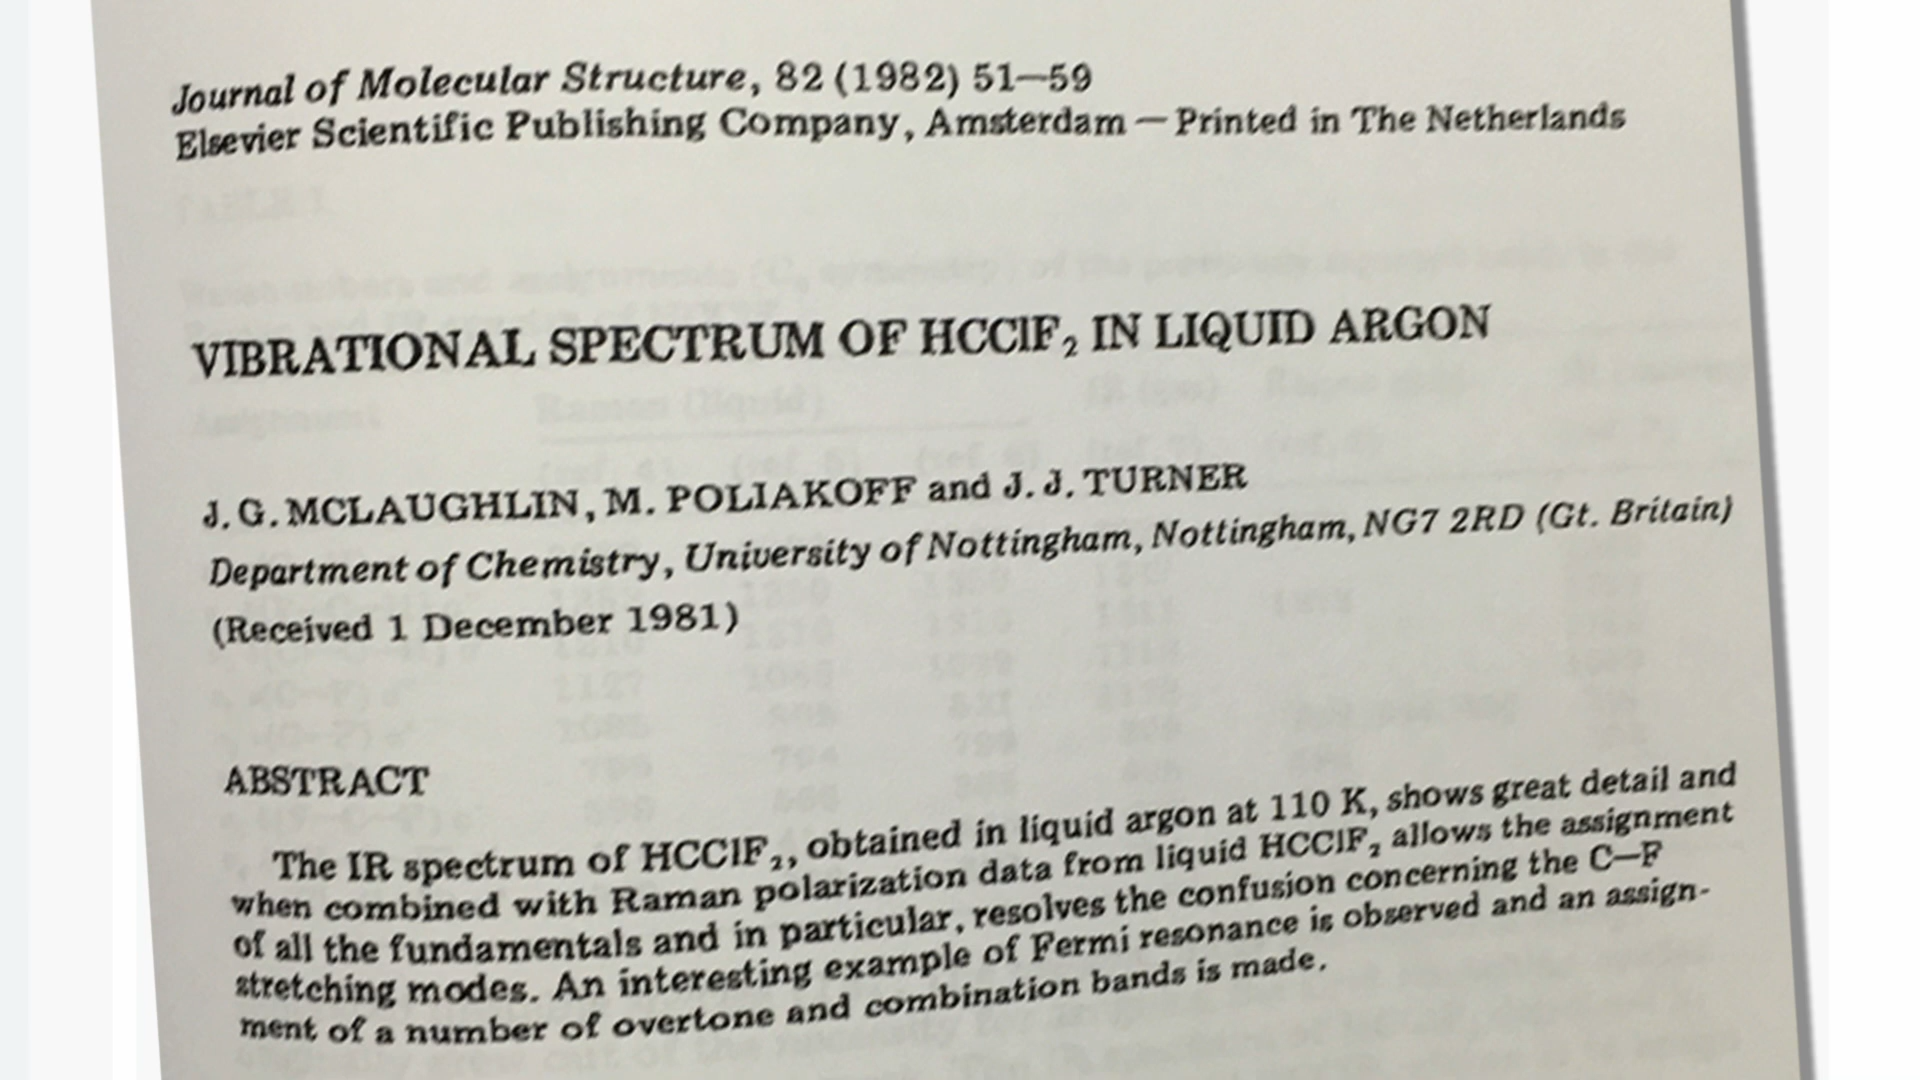 Journal of Molecular Structure, 82 (1982) 51—59
Elsevier Scientific Publishing Company, Amsterdam — Printed in The Netherlands
VIBRATIONAL SPECTRUM OF HCClF₂ IN LIQUID ARGON
J. G. MCLAUGHLIN, M. POLIAKOFF and J. J. TURNER
Department of Chemistry, University of Nottingham, Nottingham, NG7 2RD (Gt. Britain)
(Received 1 December 1981)
ABSTRACT
The IR spectrum of HCClF₂, obtained in liquid argon at 110 K, shows great detail and
when combined with Raman polarization data from liquid HCClF₂ allows the assignment
of all the fundamentals and in particular, resolves the confusion concerning the C—F
stretching modes. An interesting example of Fermi resonance is observed and an assign-
ment of a number of overtone and combination bands is made.